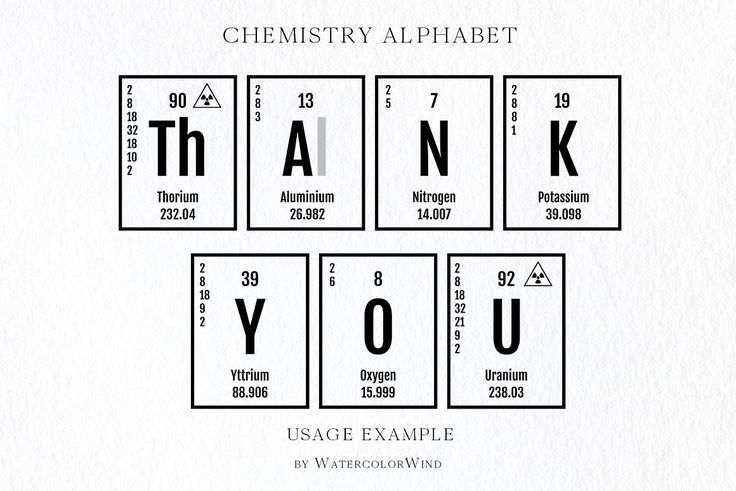 CHEMISTRY ALPHABET
2
8
18
32
18
10
2
90
Th
Thorium
232.04
2
8
3
13
Al
Aluminium
26.982
2
5
7
N
Nitrogen
14.007
2
8
8
1
19
K
Potassium
39.098
2
8
18
9
2
39
Y
Yttrium
88.906
2
6
8
O
Oxygen
15.999
2
8
18
32
21
9
2
92
U
Uranium
238.03
USAGE EXAMPLE
BY WATERCOLORWIND